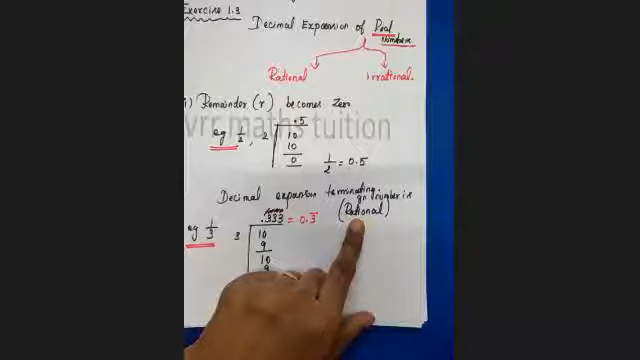 Exercise 1.3
Decimal Expansion of Real
Numbers
Rational irrational.
i) Remainder (r) becomes Zero
vrr maths tuition
eg 1/2, 2 .5
10
10
0
1/2 = 0.5
Decimal expansion terminating.
number is
(Rational)
eg 1/3 3 .333 = 0.3̅
10
9
10
9